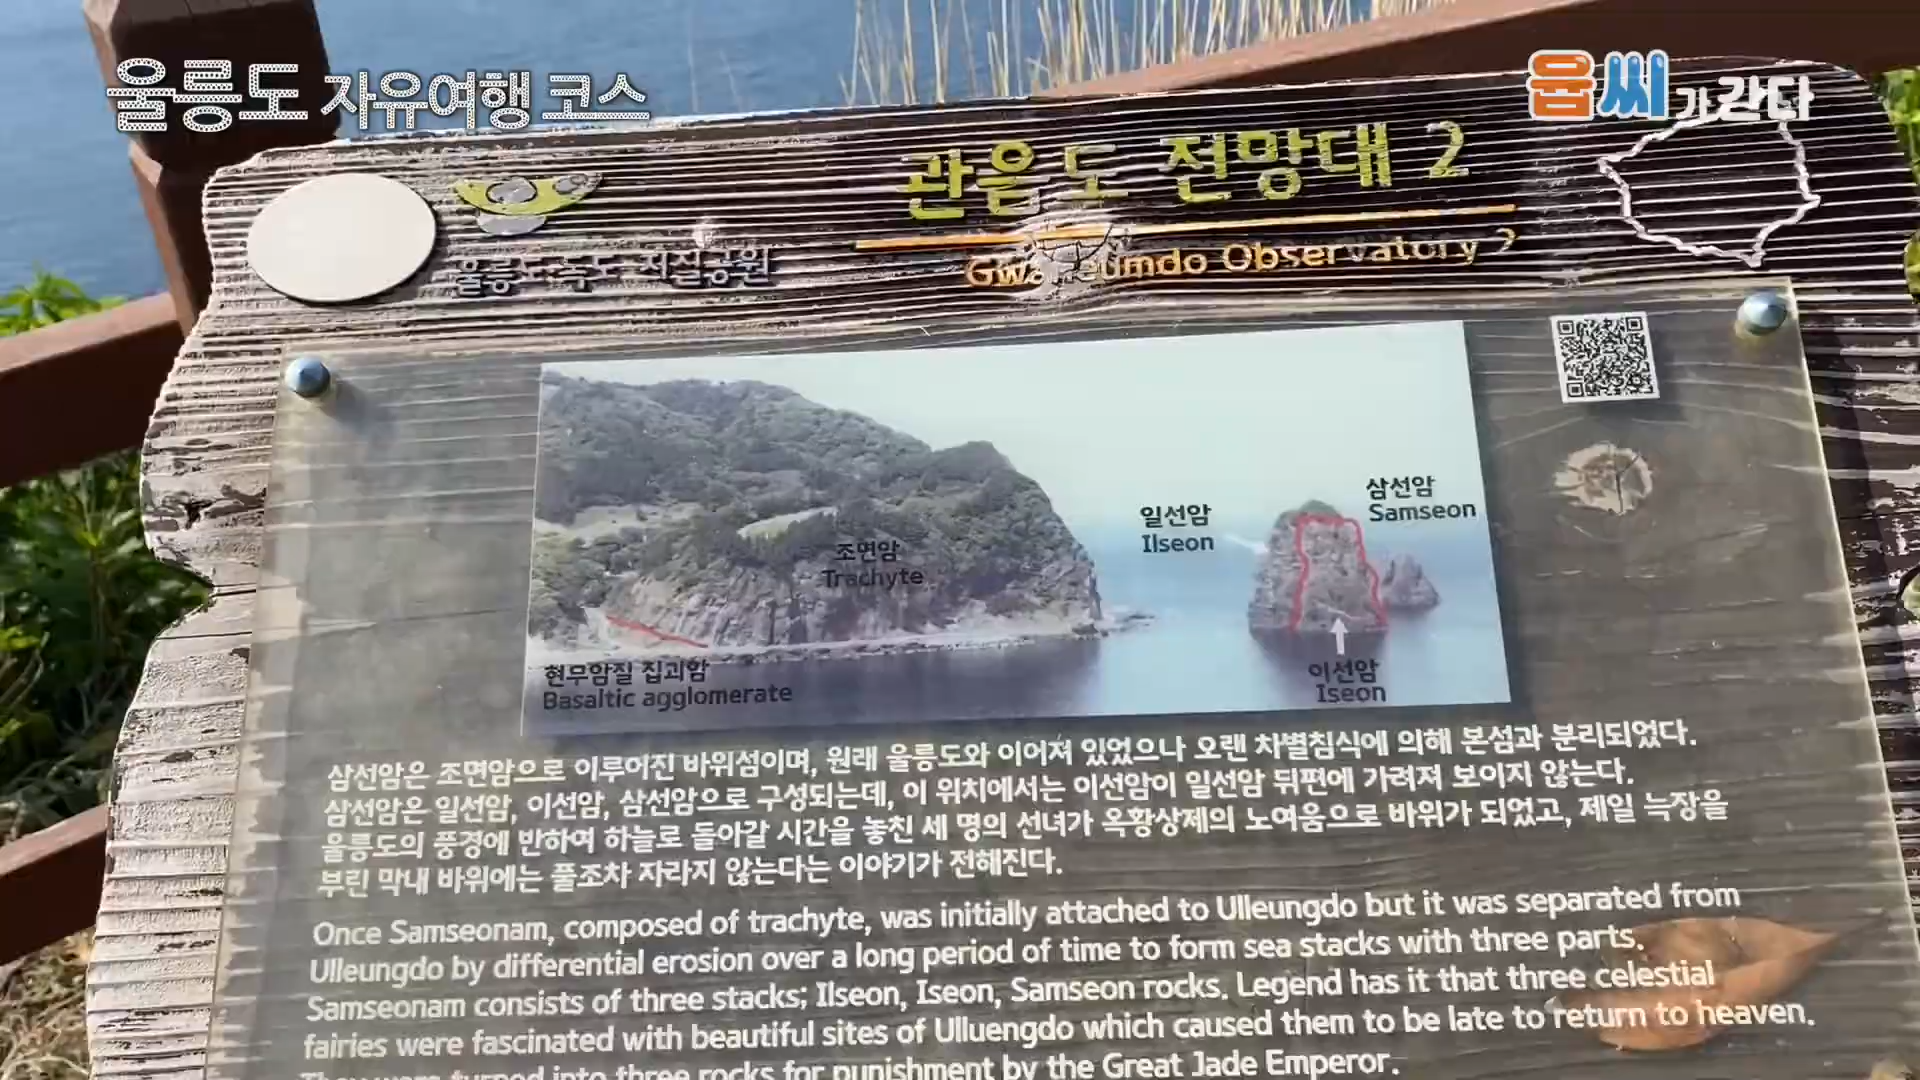 울릉도 자유여행 코스
욥씨가간다
관음도 전망대 2
울릉도·독도 지질공원
Observatory 2
삼선암
Samseon
일선암
Ilseon
조면암
Trachyte
현무암질 집괴암
Basaltic agglomerate
이선암
Iseon
삼선암은 조면암으로 이루어진 바위섬이며, 원래 울릉도와 이어져 있었으나 오랜 차별침식에 의해 본섬과 분리되었다.
삼선암은 일선암, 이선암, 삼선암으로 구성되는데, 이 위치에서는 이선암이 일선암 뒤편에 가려져 보이지 않는다.
울릉도의 풍경에 반하여 하늘로 돌아갈 시간을 놓친 세 명의 선녀가 옥황상제의 노여움으로 바위가 되었고, 제일 늑장을
부린 막내 바위에는 풀조차 자라지 않는다는 이야기가 전해진다.
Once Samseonam, composed of trachyte, was initially attached to Ulleungdo but it was separated from
Ulleungdo by differential erosion over a long period of time to form sea stacks with three parts.
Samseonam consists of three stacks; Ilseon, Iseon, Samseon rocks. Legend has it that three celestial
fairies were fascinated with beautiful sites of Ulluengdo which caused them to be late to return to heaven.
They were turned into three rocks for punishment by the Great Jade Emperor.